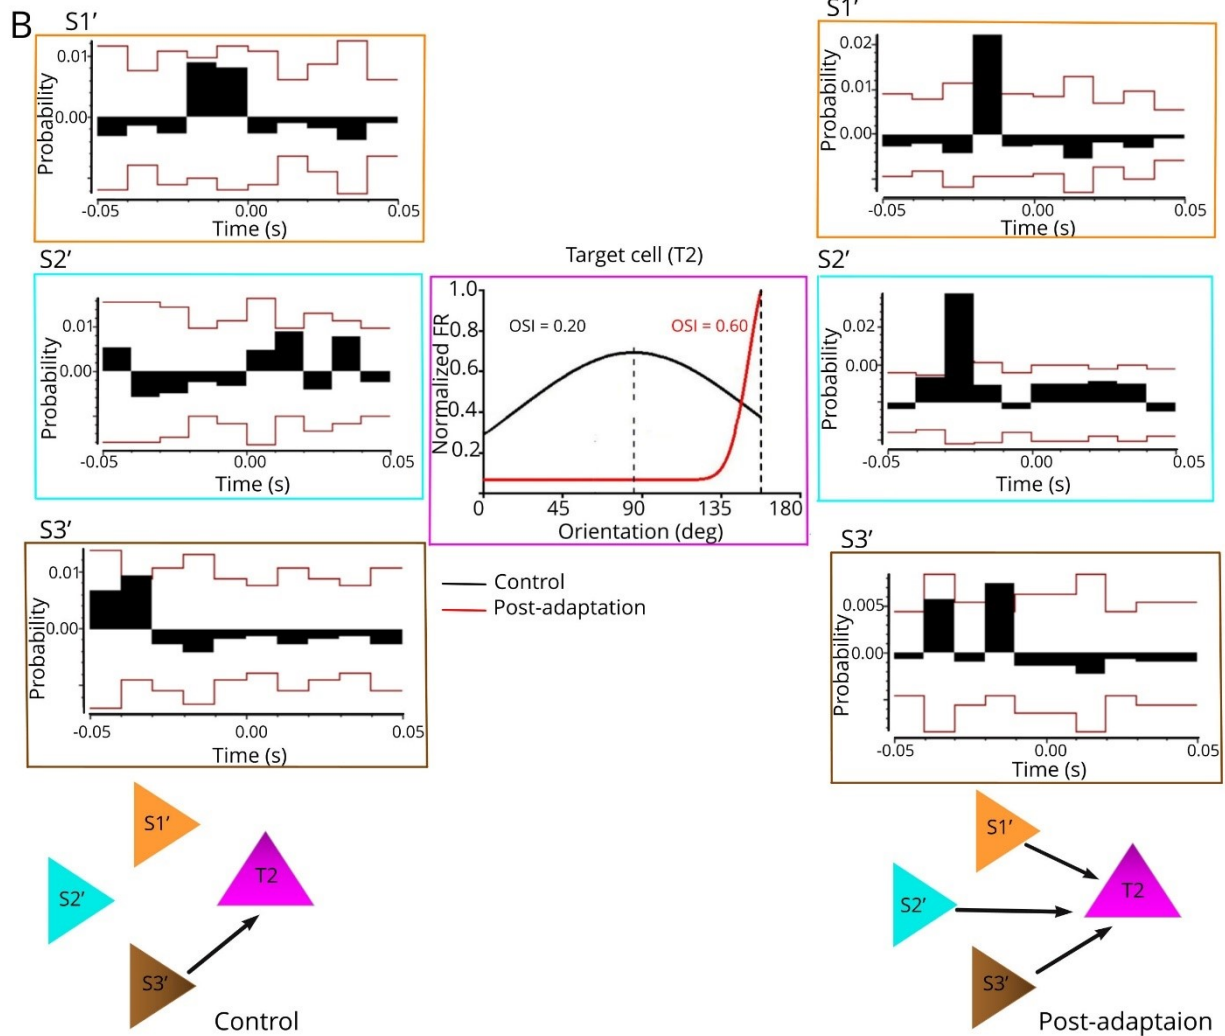 B
S1’
Probability
0.01
0.00
-0.05 0.00 0.05
Time (s)
S2’
Probability
0.01
0.00
-0.05 0.00 0.05
Time (s)
S3’
Probability
0.01
0.00
-0.05 0.00 0.05
Time (s)
Target cell (T2)
Normalized FR
1.0
0.8
0.6
0.4
0.2
OSI = 0.20
OSI = 0.60
0 45 90 135 180
Orientation (deg)
Control
Post-adaptation
S1’
Probability
0.02
0.01
0.00
-0.05 0.00 0.05
Time (s)
S2’
Probability
0.02
0.00
-0.05 0.00 0.05
Time (s)
S3’
Probability
0.005
0.00
-0.05 0.00 0.05
Time (s)
S1’
S2’
S3’
T2
Control
S1’
S2’
S3’
T2
Post-adaptaion